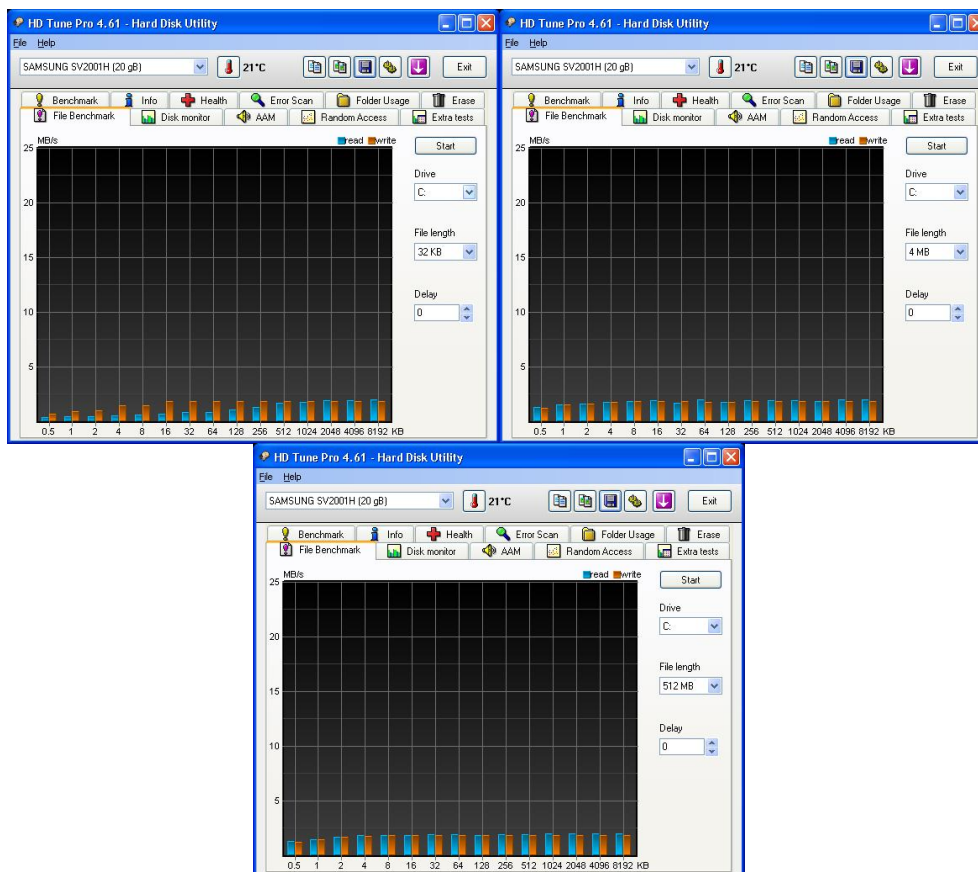 HD Tune Pro 4.61 - Hard Disk Utility
File Help
SAMSUNG SV2001H (20 gB) 21°C Exit
Benchmark Info Health Error Scan Folder Usage Erase
File Benchmark Disk monitor AAM Random Access Extra tests
MB/s read write Start
25
Drive
C:
20
File length
32 KB
15
Delay
0
10
5
0.5 1 2 4 8 16 32 64 128 256 512 1024 2048 4096 8192 KB
HD Tune Pro 4.61 - Hard Disk Utility
File Help
SAMSUNG SV2001H (20 gB) 21°C Exit
Benchmark Info Health Error Scan Folder Usage Erase
File Benchmark Disk monitor AAM Random Access Extra tests
MB/s read write Start
25
Drive
C:
20
File length
4 MB
15
Delay
0
10
5
0.5 1 2 4 8 16 32 64 128 256 512 1024 2048 4096 8192 KB
HD Tune Pro 4.61 - Hard Disk Utility
File Help
SAMSUNG SV2001H (20 gB) 21°C Exit
Benchmark Info Health Error Scan Folder Usage Erase
File Benchmark Disk monitor AAM Random Access Extra tests
MB/s read write Start
25
Drive
C:
20
File length
512 MB
15
Delay
0
10
5
0.5 1 2 4 8 16 32 64 128 256 512 1024 2048 4096 8192 KB